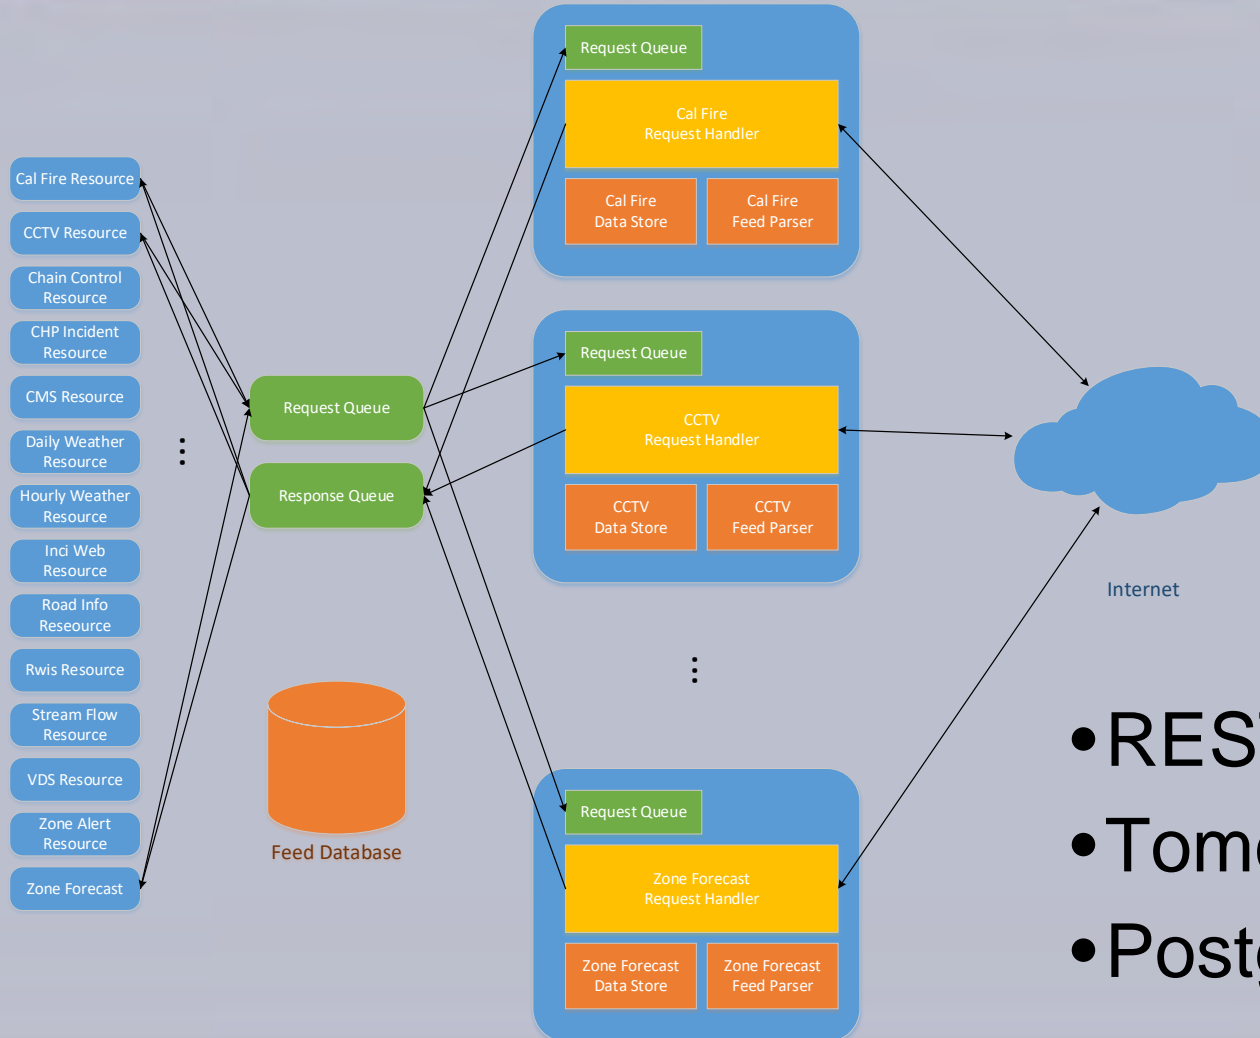 Cal Fire Resource
CCTV Resource
Chain Control
Resource
CHP Incident
Resource
CMS Resource
Daily Weather
Resource
Hourly Weather
Resource
Inci Web
Resource
Road Info
Reseource
Rwis Resource
Stream Flow
Resource
VDS Resource
Zone Alert
Resource
Zone Forecast
Request Queue
Response Queue
Feed Database
Request Queue
Cal Fire
Request Handler
Cal Fire
Data Store
Cal Fire
Feed Parser
Request Queue
CCTV
Request Handler
CCTV
Data Store
CCTV
Feed Parser
Request Queue
Zone Forecast
Request Handler
Zone Forecast
Data Store
Zone Forecast
Feed Parser
Internet
•REST
•Tom
•Post